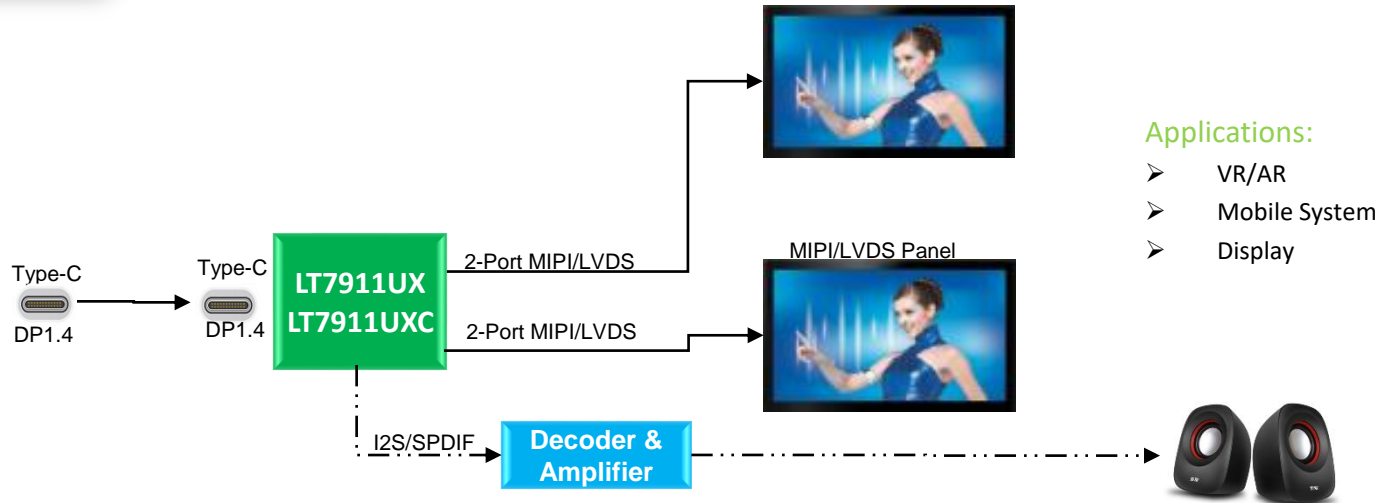 Type-C
DP1.4
Type-C
DP1.4
LT7911UX
LT7911UXC
2-Port MIPI/LVDS
2-Port MIPI/LVDS
MIPI/LVDS Panel
I2S/SPDIF
Decoder &
Amplifier
Applications:
➢ VR/AR
➢ Mobile System
➢ Display